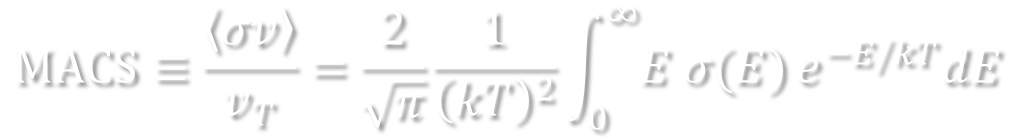 MACS ≡ ⟨σv⟩/v_T = 2/√π 1/(kT)² ∫₀^∞ E σ(E) e^{−E/kT} dE